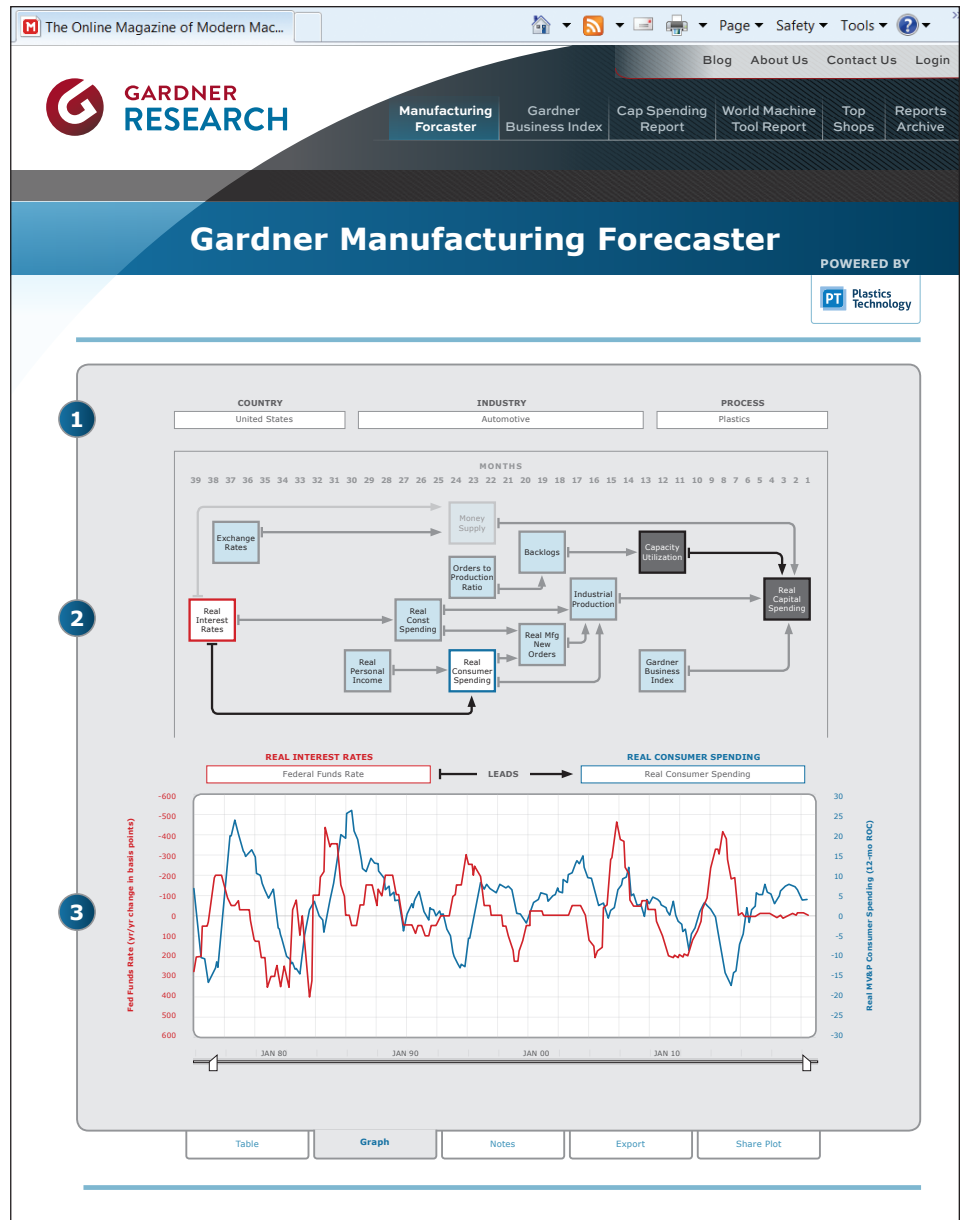 The Online Magazine of Modern Mac...
Page Safety Tools ?
Blog About Us Contact Us Login
GARDNER
RESEARCH
Manufacturing
Forcaster
Gardner
Business Index
Cap Spending
Report
World Machine
Tool Report
Top
Shops
Reports
Archive
Gardner Manufacturing Forecaster
POWERED BY
PT Plastics
Technology
1
COUNTRY
United States
INDUSTRY
Automotive
PROCESS
Plastics
2
MONTHS
39 38 37 36 35 34 33 32 31 30 29 28 27 26 25 24 23 22 21 20 19 18 17 16 15 14 13 12 11 10 9 8 7 6 5 4 3 2 1
Money
Supply
Exchange
Rates
Backlogs
Capacity
Utilization
Orders to
Production
Ratio
Industrial
Production
Real
Capital
Spending
Real
Interest
Rates
Real
Const
Spending
Real Mfg
New
Orders
Real
Personal
Income
Real
Consumer
Spending
Gardner
Business
Index
REAL INTEREST RATES
Federal Funds Rate
LEADS
REAL CONSUMER SPENDING
Real Consumer Spending
3
Fed Funds Rate (yr/yr change in basis points)
-600
-500
-400
-300
-200
-100
0
100
200
300
400
500
600
30
25
20
15
10
5
0
-5
-10
-15
-20
-25
-30
Real MV&P Consumer Spending (12-mo ROC)
JAN 80 JAN 90 JAN 00 JAN 10
Table
Graph
Notes
Export
Share Plot